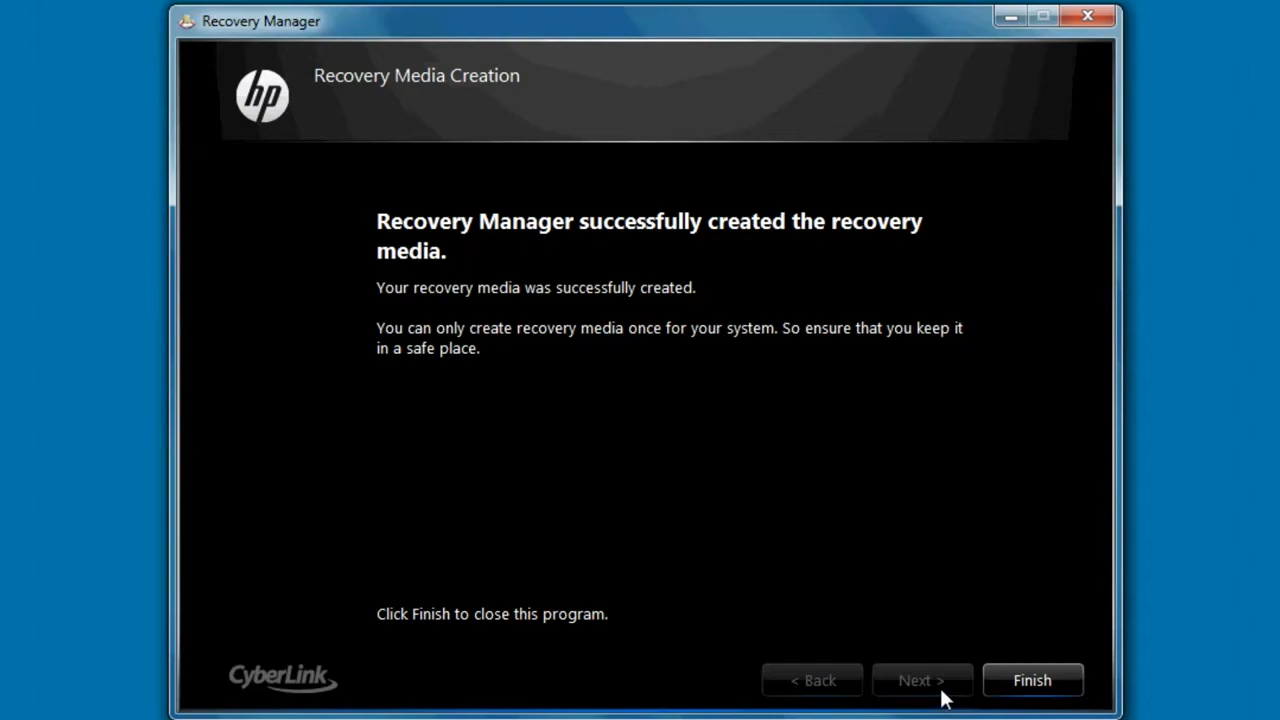 Recovery Manager
hp
Recovery Media Creation
Recovery Manager successfully created the recovery
media.
Your recovery media was successfully created.
You can only create recovery media once for your system. So ensure that you keep it
in a safe place.
Click Finish to close this program.
CyberLink
< Back
Next >
Finish